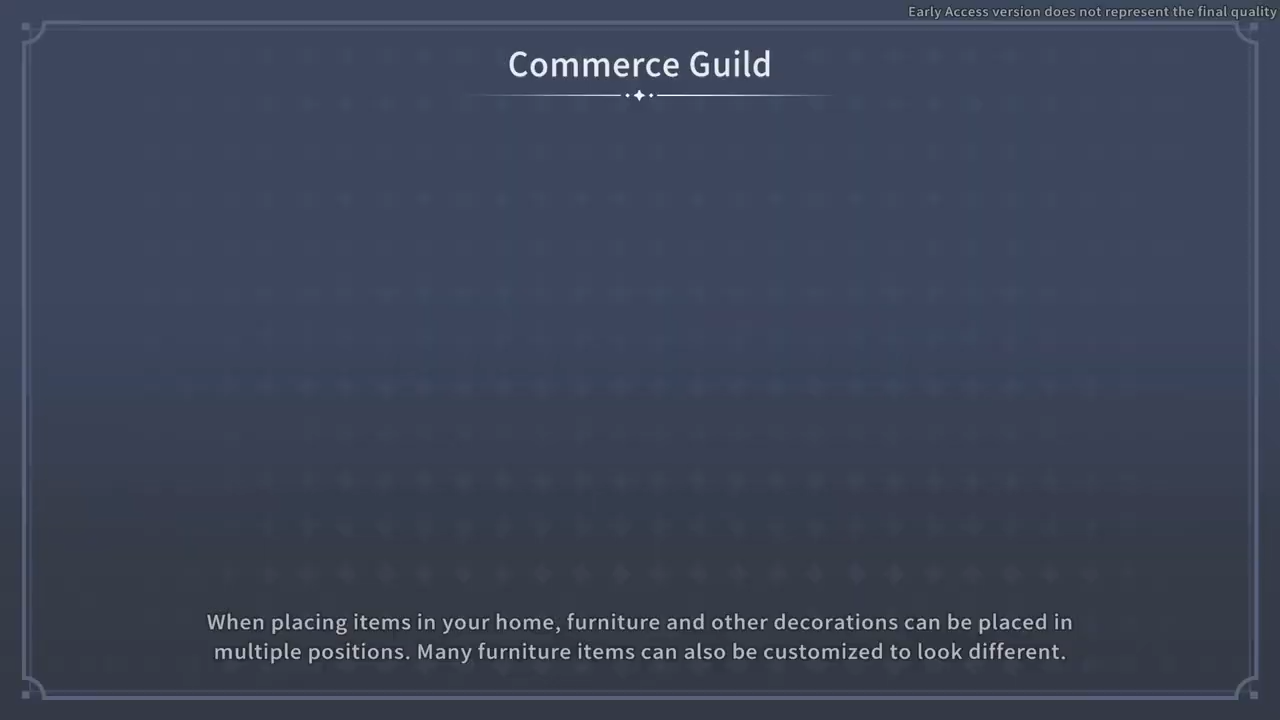 Early Access version does not represent the final quality
Commerce Guild
When placing items in your home, furniture and other decorations can be placed in
multiple positions. Many furniture items can also be customized to look different.